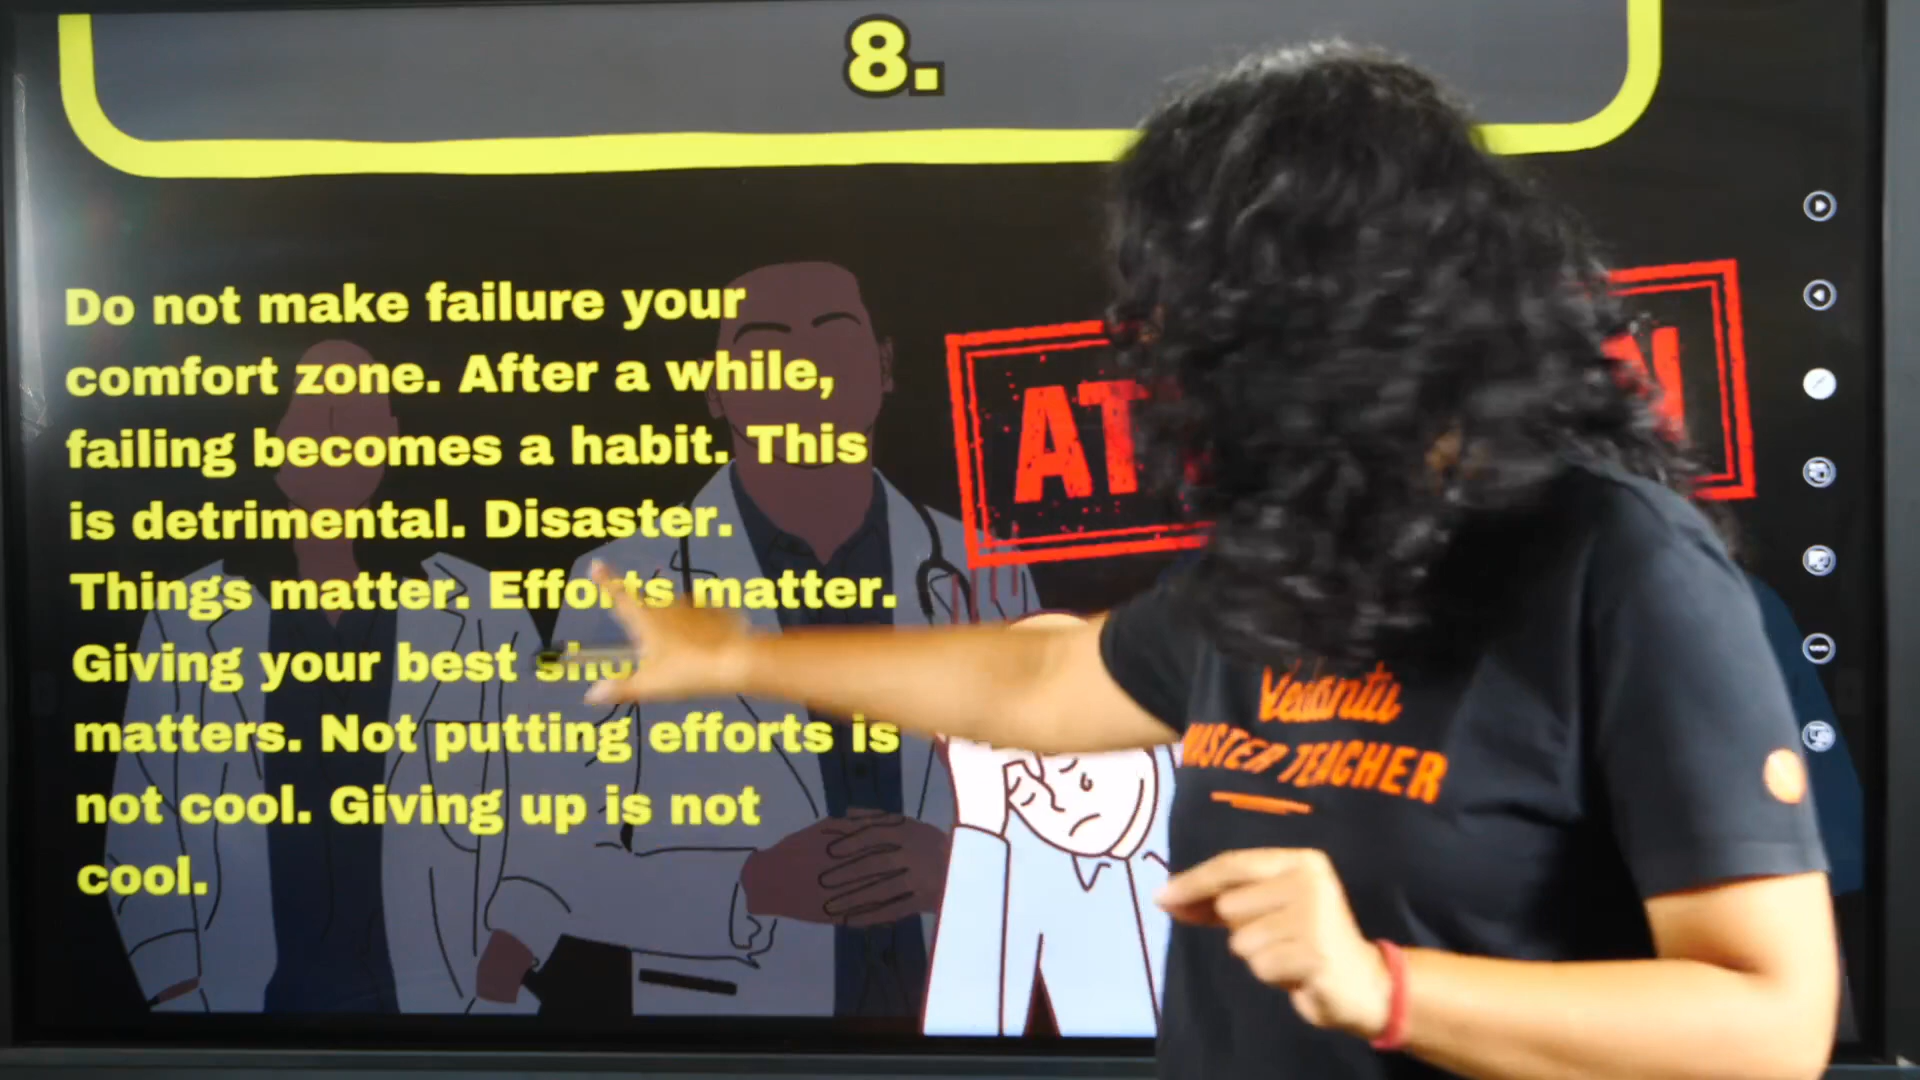 8.
Do not make failure your
comfort zone. After a while,
failing becomes a habit. This
is detrimental. Disaster.
Things matter. Efforts matter.
Giving your best
matters. Not putting efforts is
not cool. Giving up is not
cool.
Vedantu
MASTER TEACHER